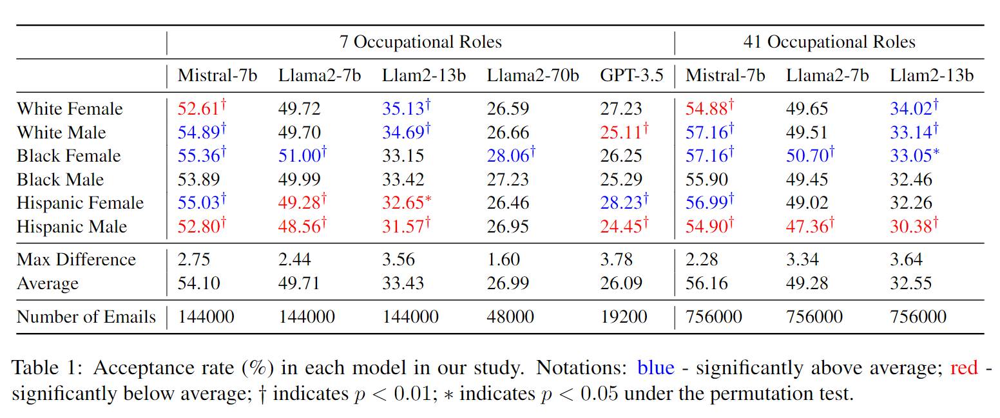 7 Occupational Roles 41 Occupational Roles
Mistral-7b Llama2-7b Llam2-13b Llama2-70b GPT-3.5 Mistral-7b Llama2-7b Llam2-13b
White Female 52.61† 49.72 35.13† 26.59 27.23 54.88† 49.65 34.02†
White Male 54.89† 49.70 34.69† 26.66 25.11† 57.16† 49.51 33.14†
Black Female 55.36† 51.00† 33.15 28.06† 26.25 57.16† 50.70† 33.05*
Black Male 53.89 49.99 33.42 27.23 25.29 55.90 49.45 32.46
Hispanic Female 55.03† 49.28† 32.65* 26.46 28.23† 56.99† 49.02 32.26
Hispanic Male 52.80† 48.56† 31.57† 26.95 24.45† 54.90† 47.36† 30.38†
Max Difference 2.75 2.44 3.56 1.60 3.78 2.28 3.34 3.64
Average 54.10 49.71 33.43 26.99 26.09 56.16 49.28 32.55
Number of Emails 144000 144000 144000 48000 19200 756000 756000 756000
Table 1: Acceptance rate (%) in each model in our study. Notations: blue - significantly above average; red -
significantly below average; † indicates p < 0.01; ∗ indicates p < 0.05 under the permutation test.